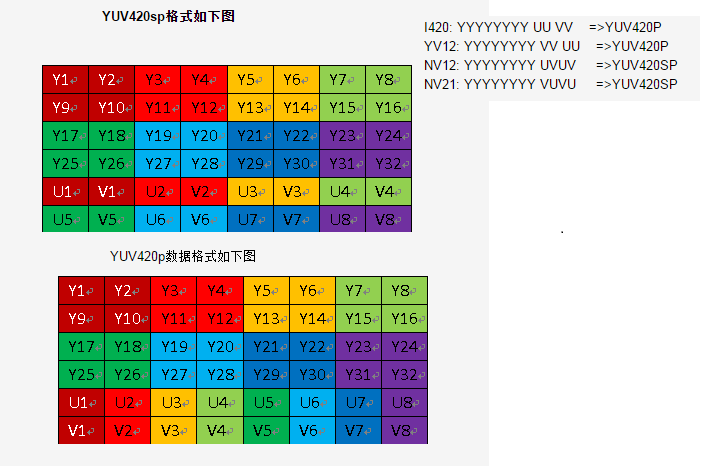 YUV420sp格式如下图
Y1 Y2 Y3 Y4 Y5 Y6 Y7 Y8
Y9 Y10 Y11 Y12 Y13 Y14 Y15 Y16
Y17 Y18 Y19 Y20 Y21 Y22 Y23 Y24
Y25 Y26 Y27 Y28 Y29 Y30 Y31 Y32
U1 V1 U2 V2 U3 V3 U4 V4
U5 V5 U6 V6 U7 V7 U8 V8
YUV420p数据格式如下图
Y1 Y2 Y3 Y4 Y5 Y6 Y7 Y8
Y9 Y10 Y11 Y12 Y13 Y14 Y15 Y16
Y17 Y18 Y19 Y20 Y21 Y22 Y23 Y24
Y25 Y26 Y27 Y28 Y29 Y30 Y31 Y32
U1 U2 U3 U4 U5 U6 U7 U8
V1 V2 V3 V4 V5 V6 V7 V8
I420: YYYYYYYY UU VV =>YUV420P
YV12: YYYYYYYY VV UU =>YUV420P
NV12: YYYYYYYY UVUV =>YUV420SP
NV21: YYYYYYYY VUVU =>YUV420SP